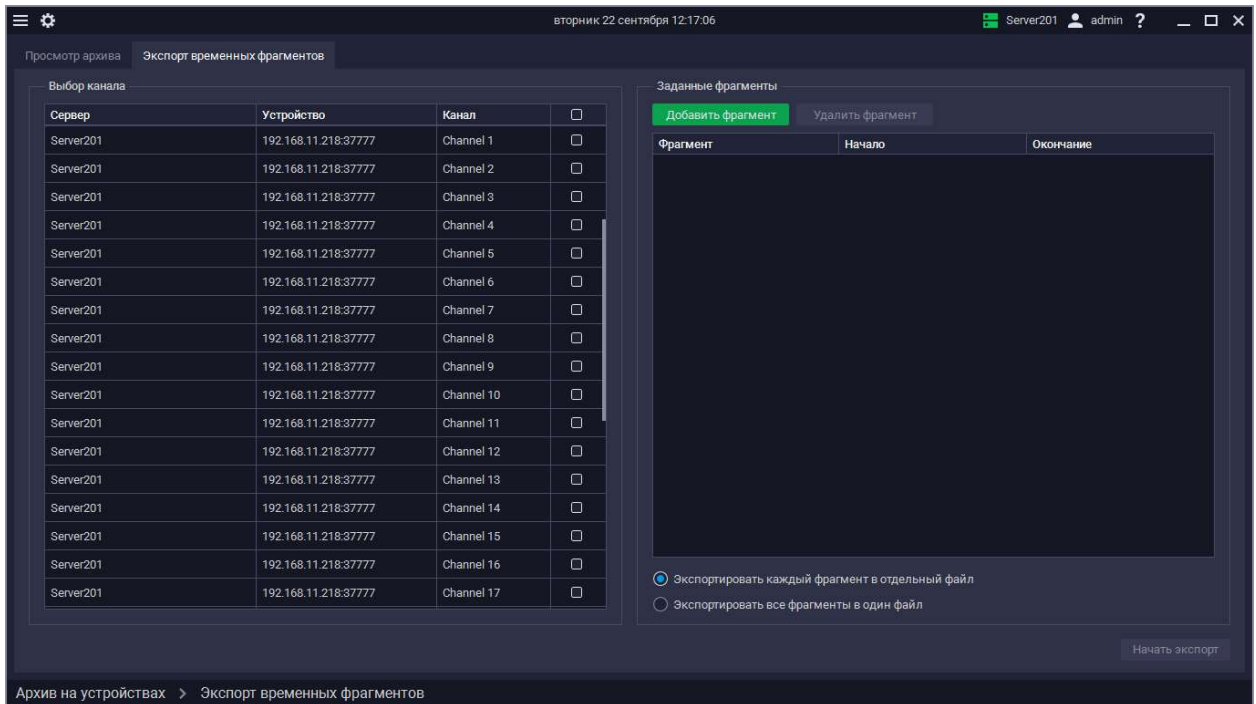 вторник 22 сентября 12:17:06 Server201 admin ?
Просмотр архива Экспорт временных фрагментов
Выбор канала
Сервер Устройство Канал
Server201 192.168.11.218:37777 Channel 1
Server201 192.168.11.218:37777 Channel 2
Server201 192.168.11.218:37777 Channel 3
Server201 192.168.11.218:37777 Channel 4
Server201 192.168.11.218:37777 Channel 5
Server201 192.168.11.218:37777 Channel 6
Server201 192.168.11.218:37777 Channel 7
Server201 192.168.11.218:37777 Channel 8
Server201 192.168.11.218:37777 Channel 9
Server201 192.168.11.218:37777 Channel 10
Server201 192.168.11.218:37777 Channel 11
Server201 192.168.11.218:37777 Channel 12
Server201 192.168.11.218:37777 Channel 13
Server201 192.168.11.218:37777 Channel 14
Server201 192.168.11.218:37777 Channel 15
Server201 192.168.11.218:37777 Channel 16
Server201 192.168.11.218:37777 Channel 17
Заданные фрагменты
Добавить фрагмент Удалить фрагмент
Фрагмент Начало Окончание
Экспортировать каждый фрагмент в отдельный файл
Экспортировать все фрагменты в один файл
Начать экспорт
Архив на устройствах > Экспорт временных фрагментов